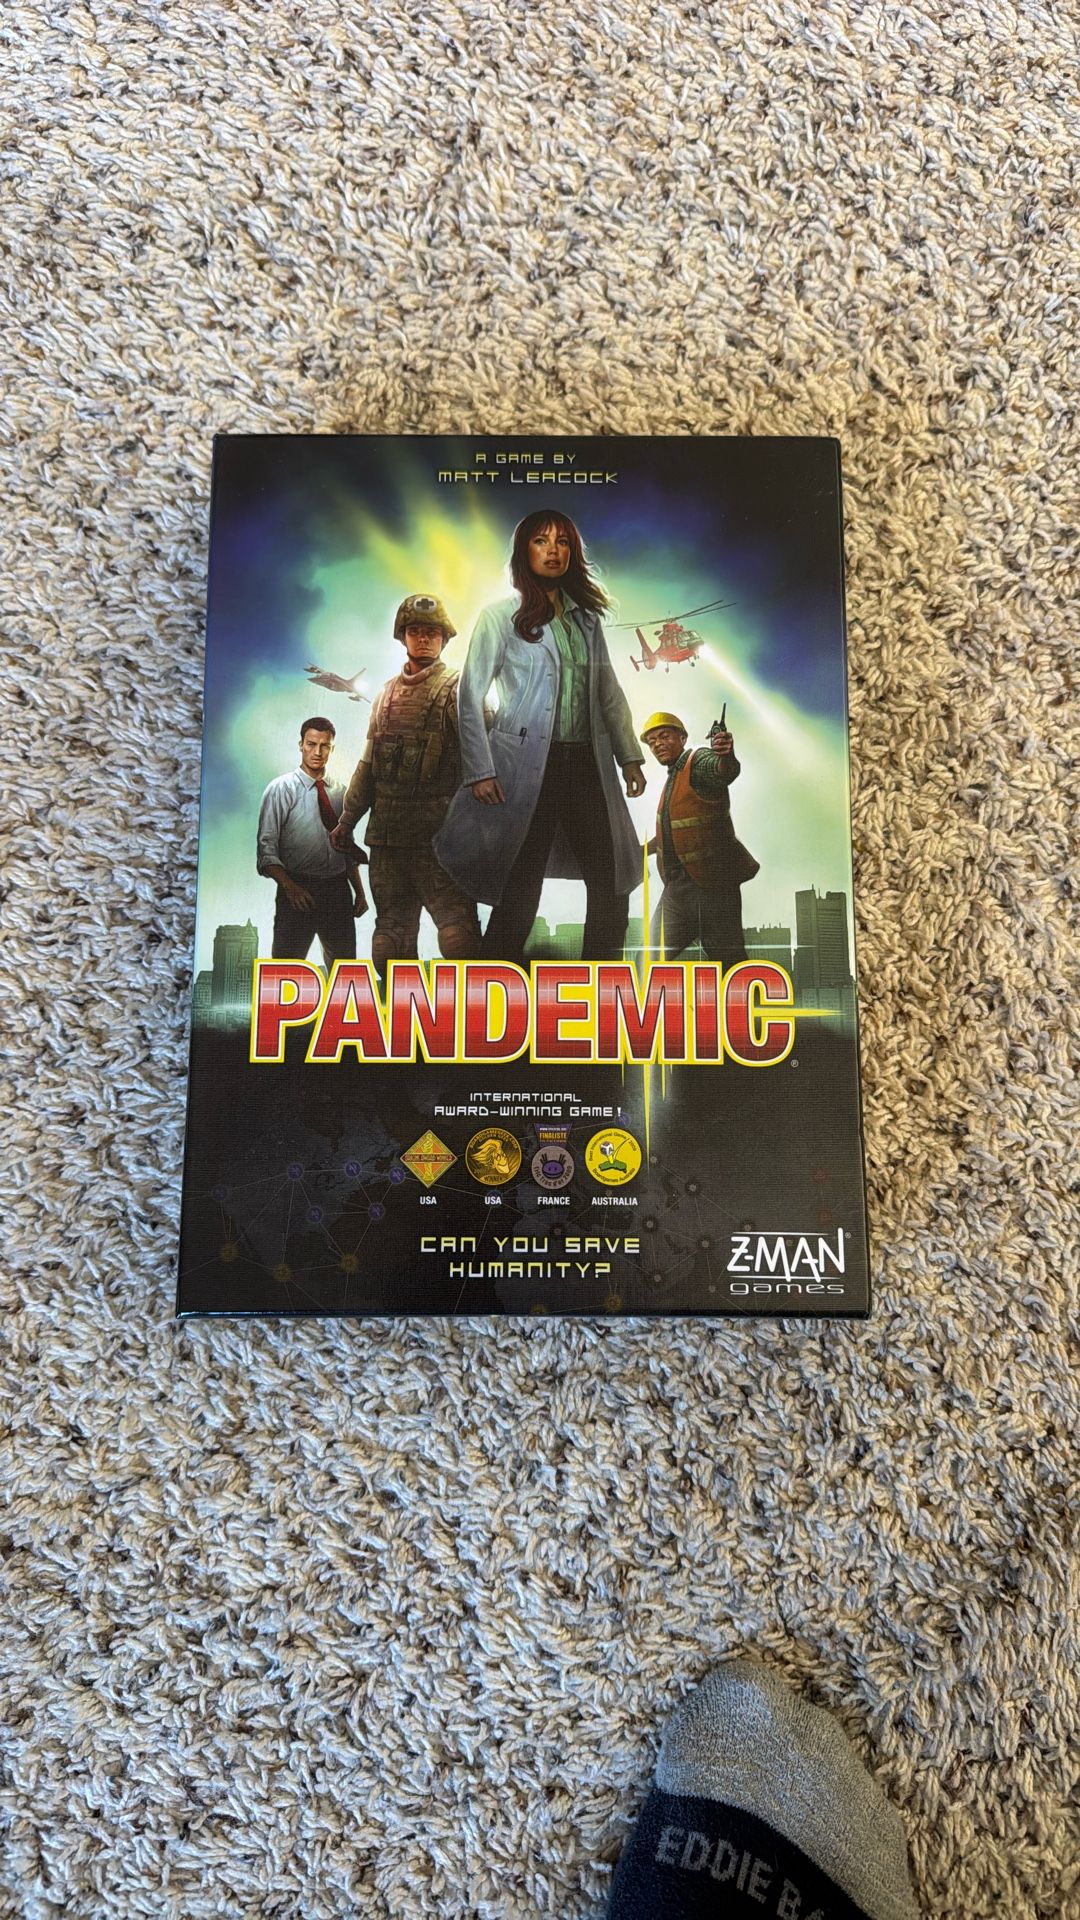 A GAME BY
MATT LEACOCK
PANDEMIC
®
INTERNATIONAL
AWARD-WINNING GAME!
FINALISTE
WINNER
USA
USA
FRANCE
AUSTRALIA
CAN YOU SAVE
HUMANITY?
Z-MAN®
games
EDDIE